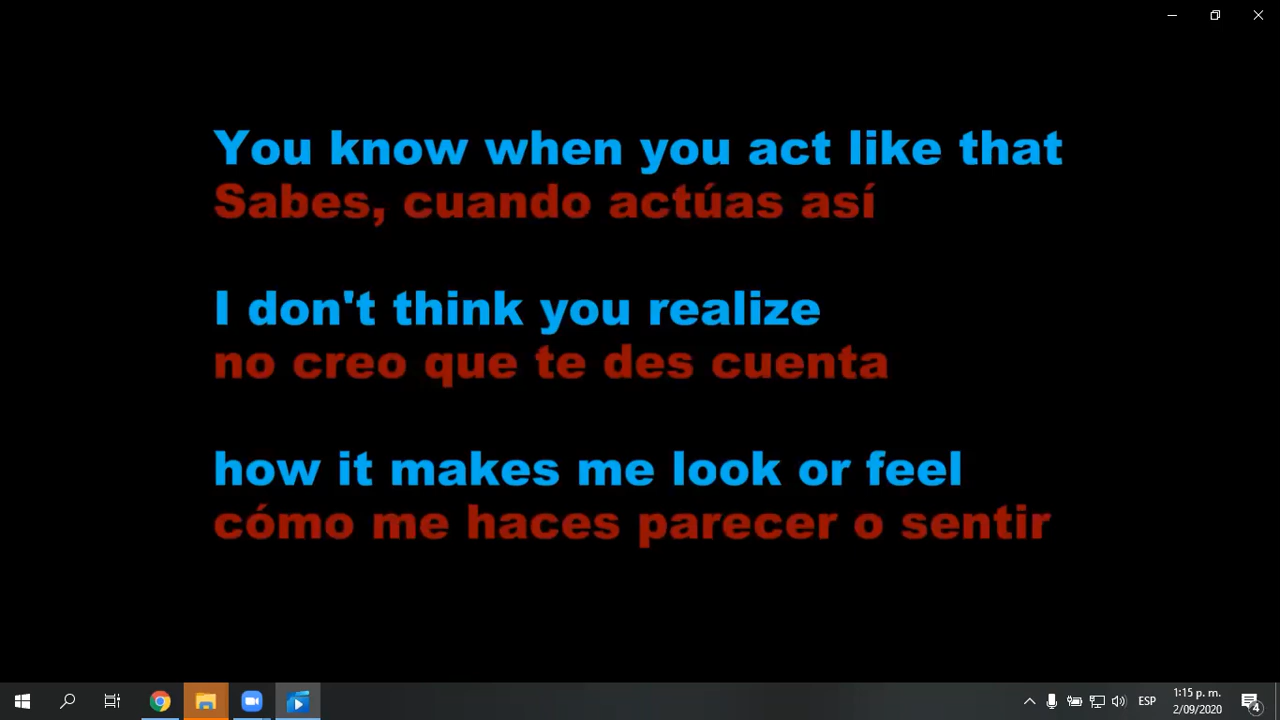 You know when you act like that
Sabes, cuando actúas así
I don't think you realize
no creo que te des cuenta
how it makes me look or feel
cómo me haces parecer o sentir
ESP
1:15 p. m.
2/09/2020
4